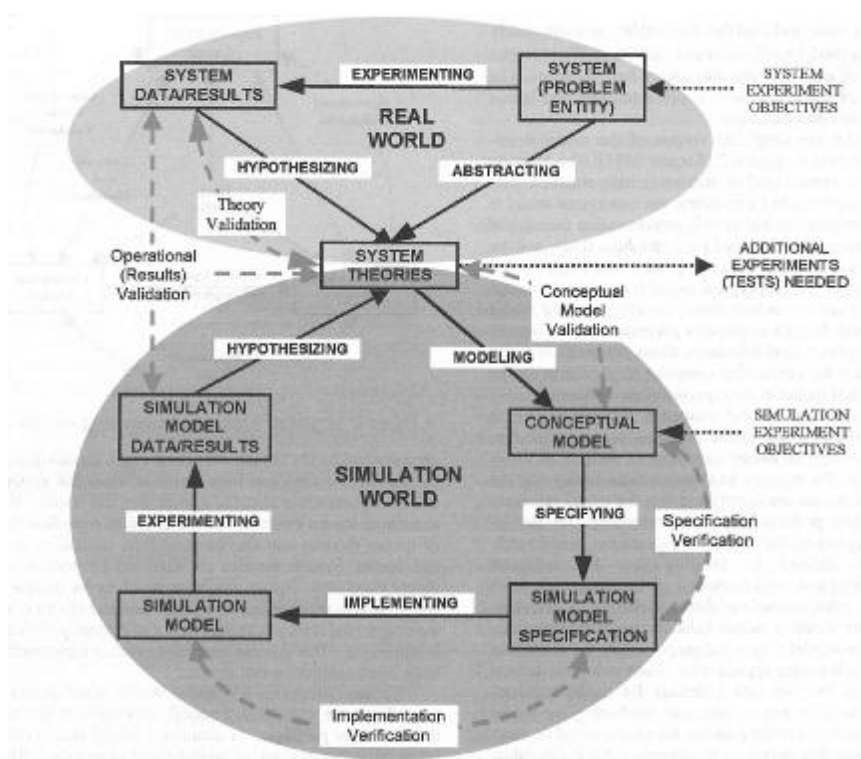 EXPERIMENTING
SYSTEM
DATA/RESULTS
SYSTEM
(PROBLEM
ENTITY)
SYSTEM
EXPERIMENT
OBJECTIVES
REAL
WORLD
HYPOTHESIZING
ABSTRACTING
Theory
Validation
Operational
(Results)
Validation
SYSTEM
THEORIES
ADDITIONAL
EXPERIMENTS
(TESTS) NEEDED
Conceptual
Model
Validation
HYPOTHESIZING
MODELING
SIMULATION
MODEL
DATA/RESULTS
CONCEPTUAL
MODEL
SIMULATION
EXPERIMENT
OBJECTIVES
SIMULATION
WORLD
EXPERIMENTING
SPECIFYING
Specification
Verification
IMPLEMENTING
SIMULATION
MODEL
SIMULATION
MODEL
SPECIFICATION
Implementation
Verification